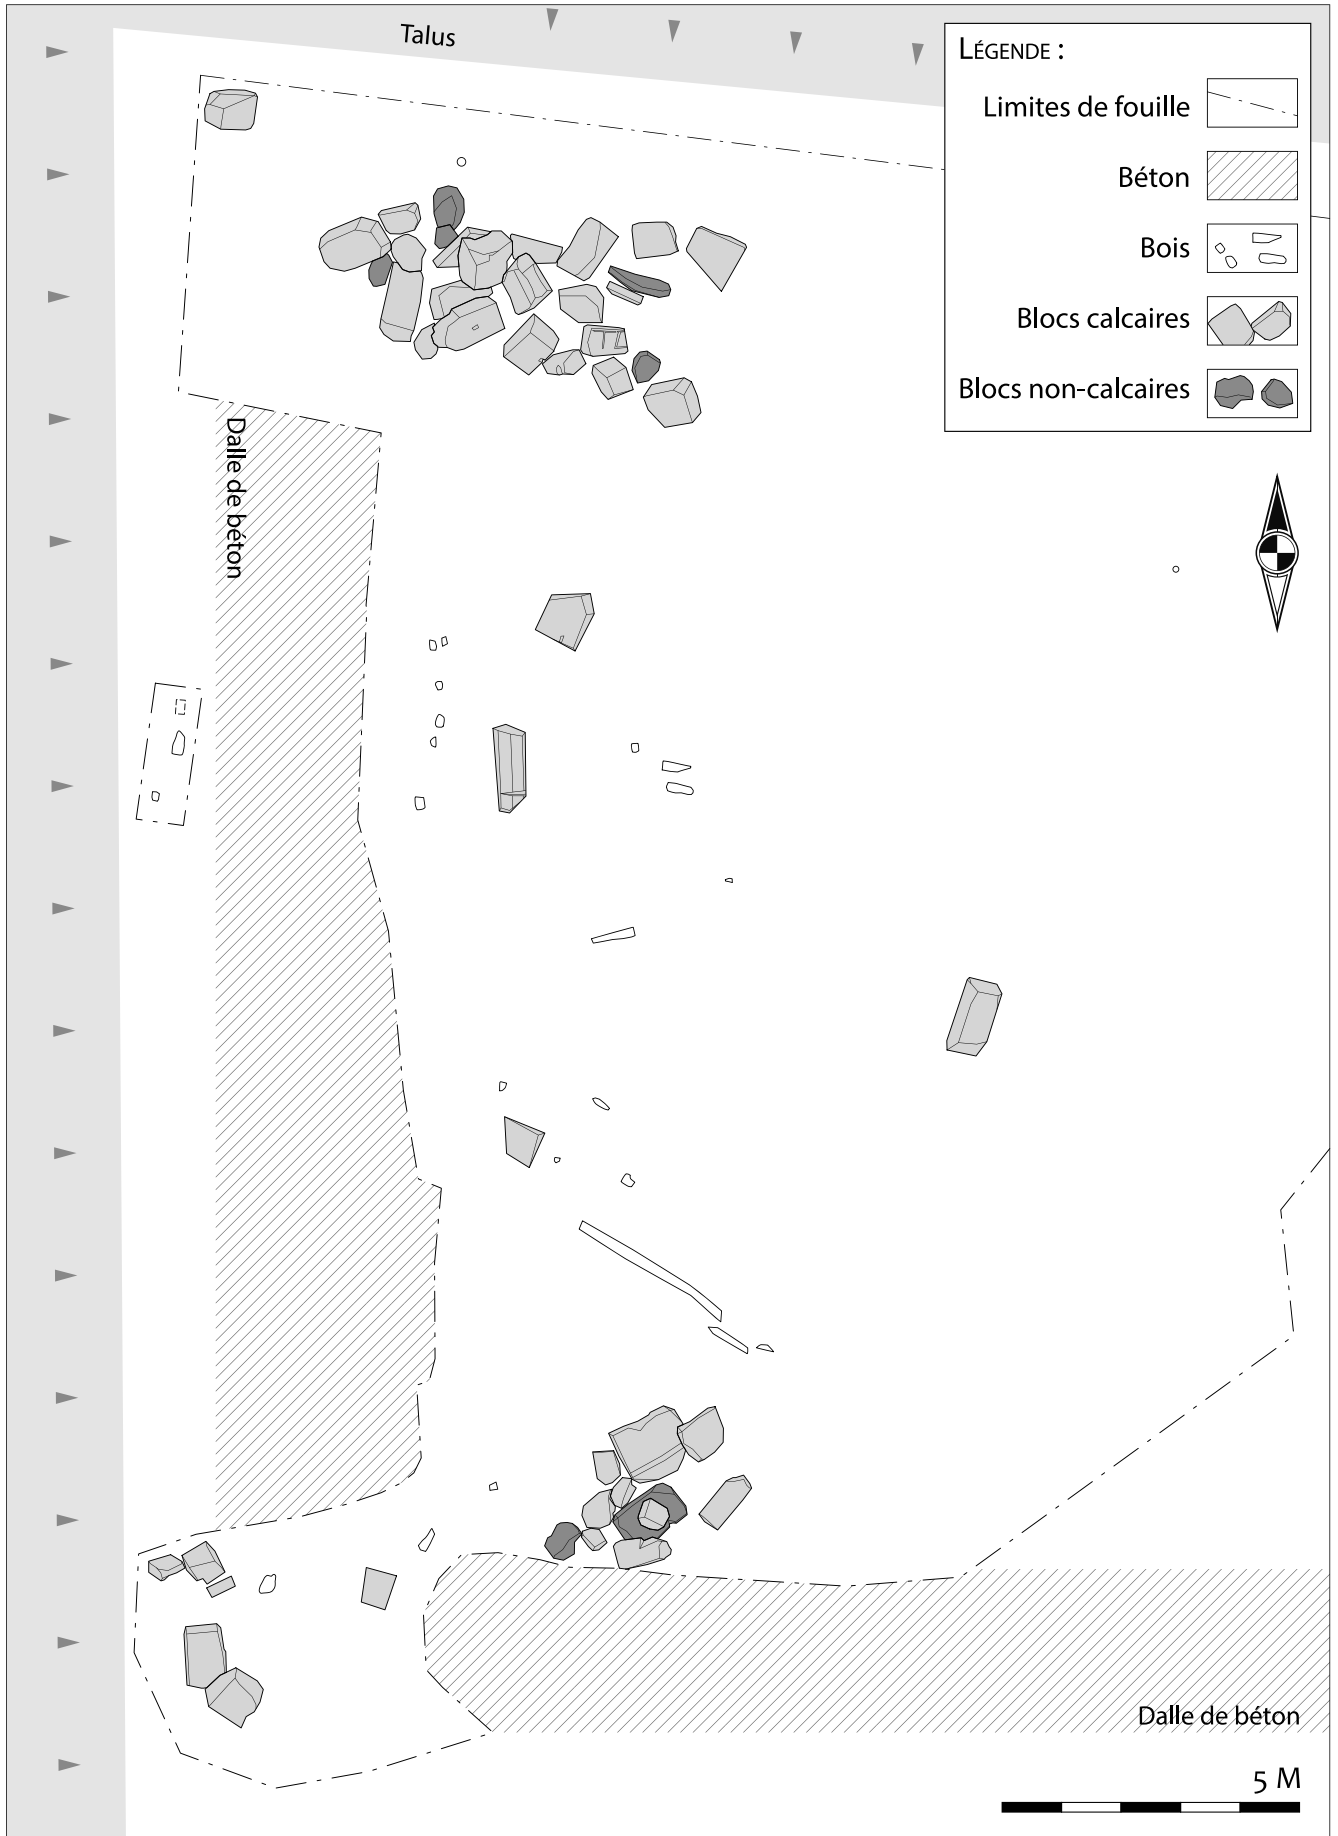 Talus
LÉGENDE :
Limites de fouille
Béton
Bois
Blocs calcaires
Blocs non-calcaires
Dalle de béton
Dalle de béton
5 M